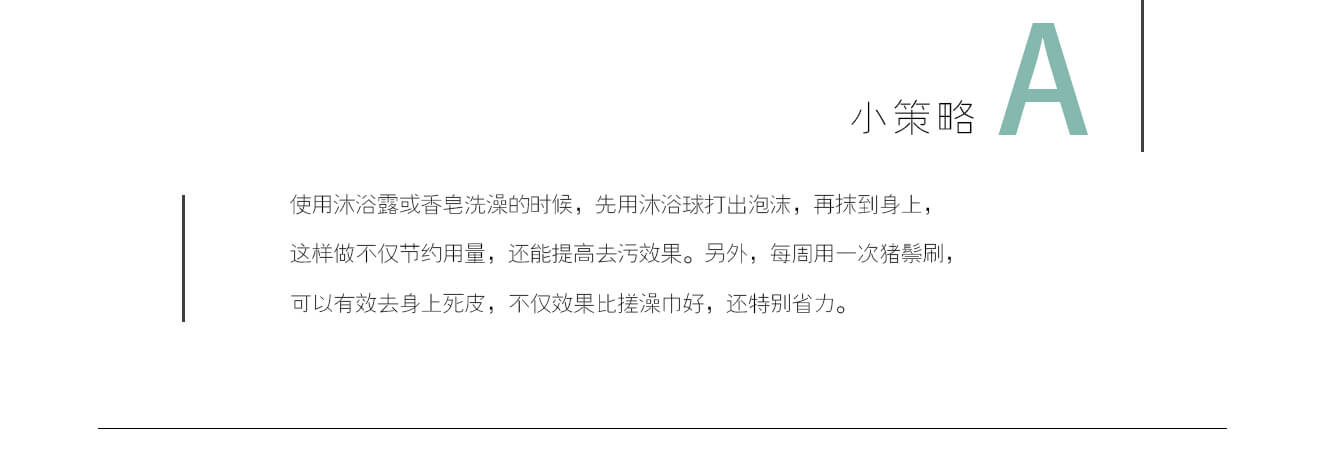 小策略 A
使用沐浴露或香皂洗澡的时候，先用沐浴球打出泡沫，再抹到身上，
这样做不仅节约用量，还能提高去污效果。另外，每周用一次猪鬃刷，
可以有效去身上死皮，不仅效果比搓澡巾好，还特别省力。